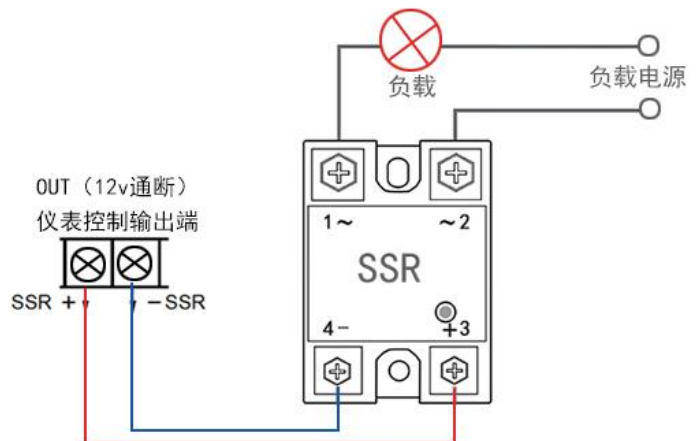 负载
负载电源
OUT（12v通断）
仪表控制输出端
SSR + -SSR
1~ ~2
SSR
4- +3